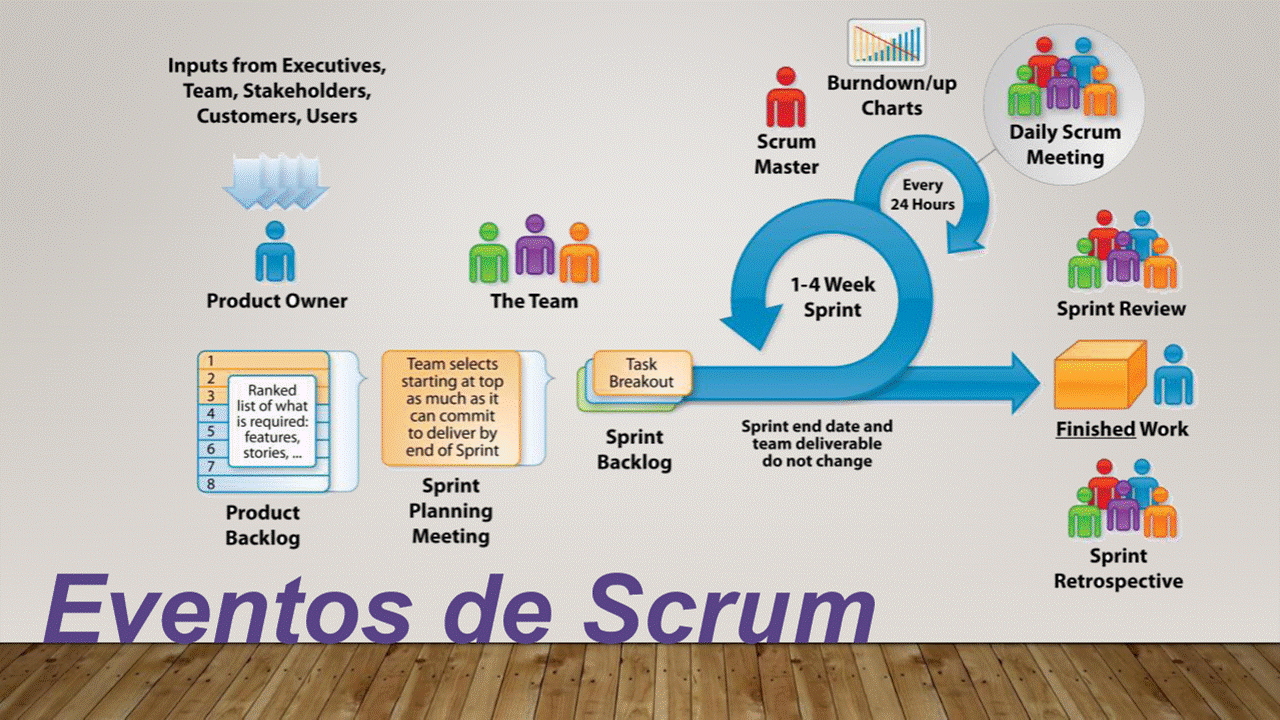 Inputs from Executives,
Team, Stakeholders,
Customers, Users
Product Owner
The Team
Scrum
Master
Burndown/up
Charts
Daily Scrum
Meeting
Every
24 Hours
1-4 Week
Sprint
Sprint Review
1
2
3
4
5
6
7
8
Ranked
list of what
is required:
features,
stories, ...
Product
Backlog
Team selects
starting at top
as much as it
can commit
to deliver by
end of Sprint
Sprint
Planning
Meeting
Task
Breakout
Sprint
Backlog
Sprint end date and
team deliverable
do not change
Finished Work
Sprint
Retrospective
Eventos de Scrum